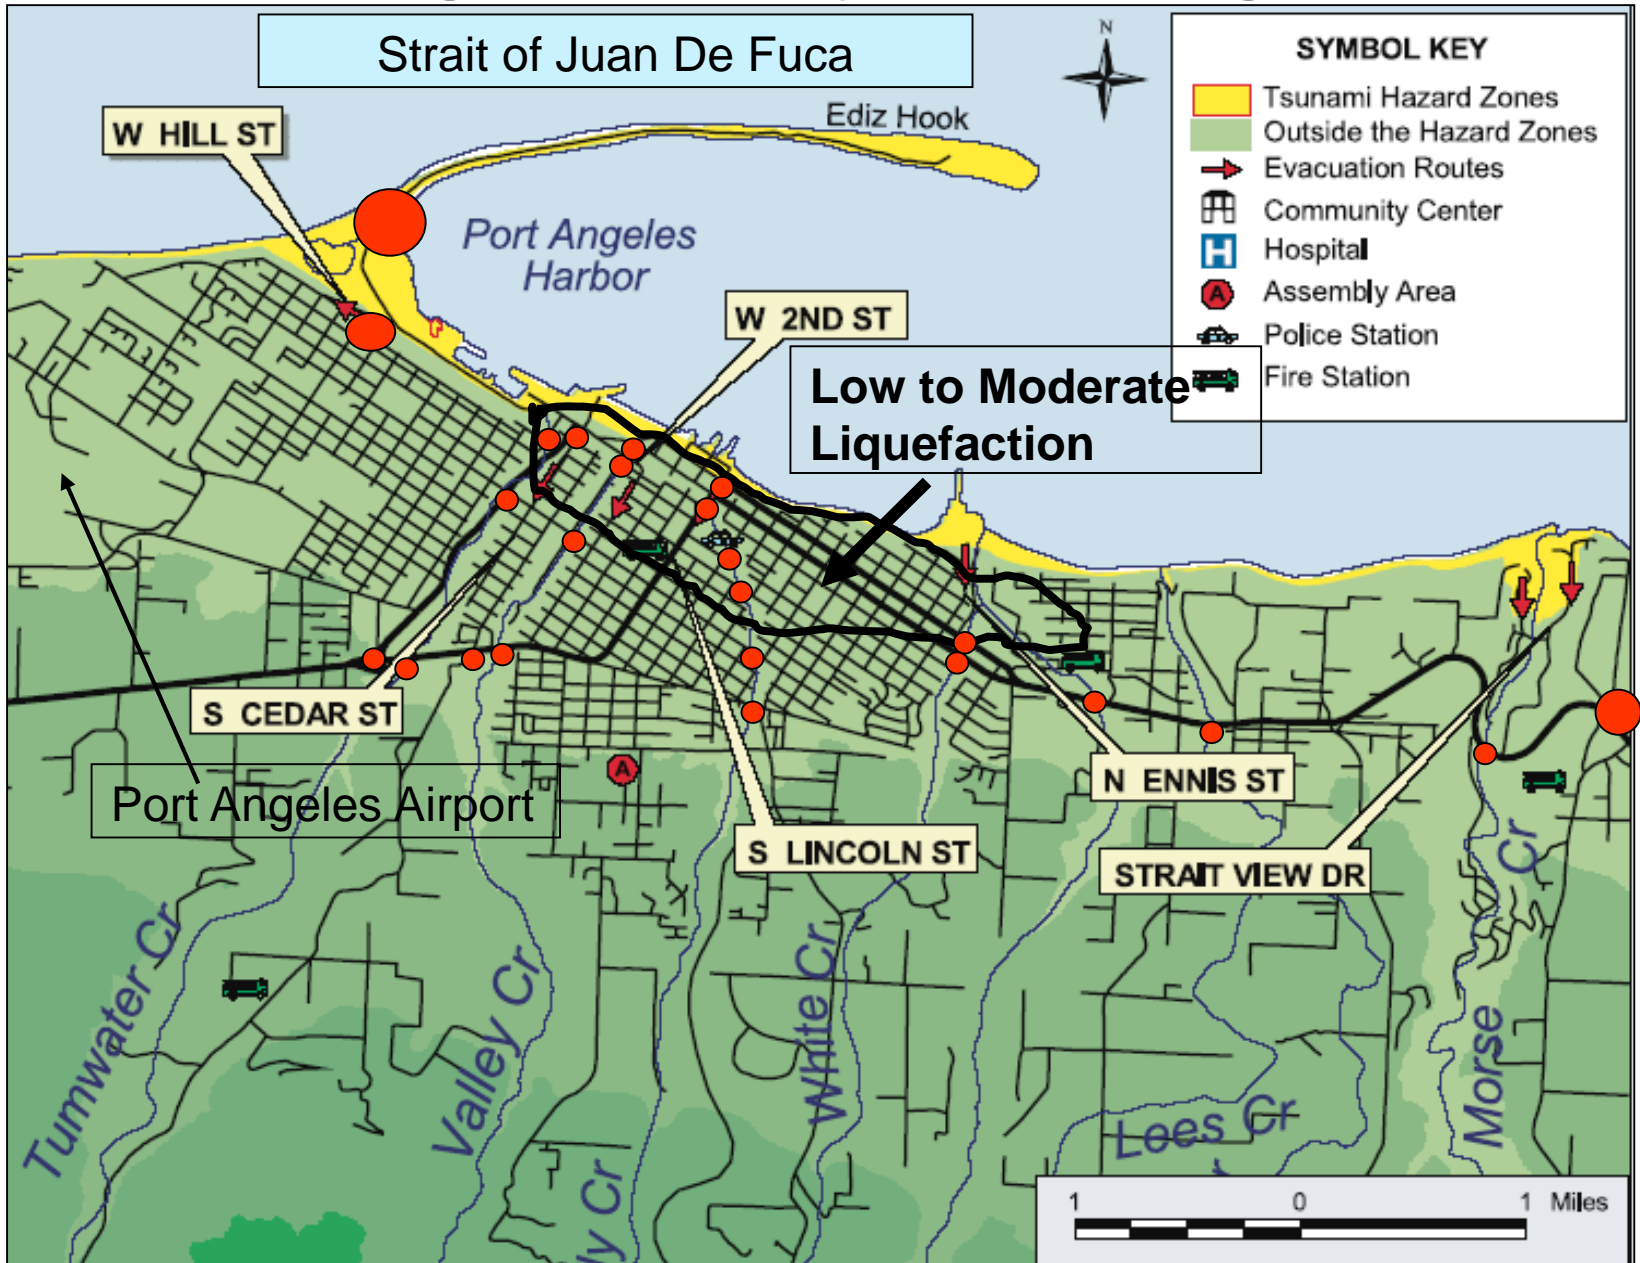 Strait of Juan De Fuca
N
SYMBOL KEY
Tsunami Hazard Zones
Outside the Hazard Zones
Evacuation Routes
Community Center
H
Hospital
A
Assembly Area
Police Station
Fire Station
Ediz Hook
W HILL ST
Port Angeles
Harbor
W 2ND ST
Low to Moderate
Liquefaction
S CEDAR ST
Port Angeles Airport
A
N ENNIS ST
S LINCOLN ST
STRAIT VIEW DR
Tumwater Cr
Valley Cr
White Cr
Lees Cr
Morse Cr
Cr
1 0 1 Miles